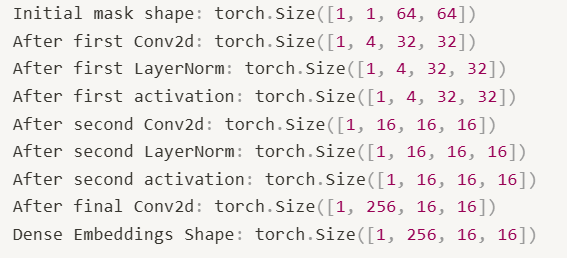 Initial mask shape: torch.Size([1, 1, 64, 64])
After first Conv2d: torch.Size([1, 4, 32, 32])
After first LayerNorm: torch.Size([1, 4, 32, 32])
After first activation: torch.Size([1, 4, 32, 32])
After second Conv2d: torch.Size([1, 16, 16, 16])
After second LayerNorm: torch.Size([1, 16, 16, 16])
After second activation: torch.Size([1, 16, 16, 16])
After final Conv2d: torch.Size([1, 256, 16, 16])
Dense Embeddings Shape: torch.Size([1, 256, 16, 16])